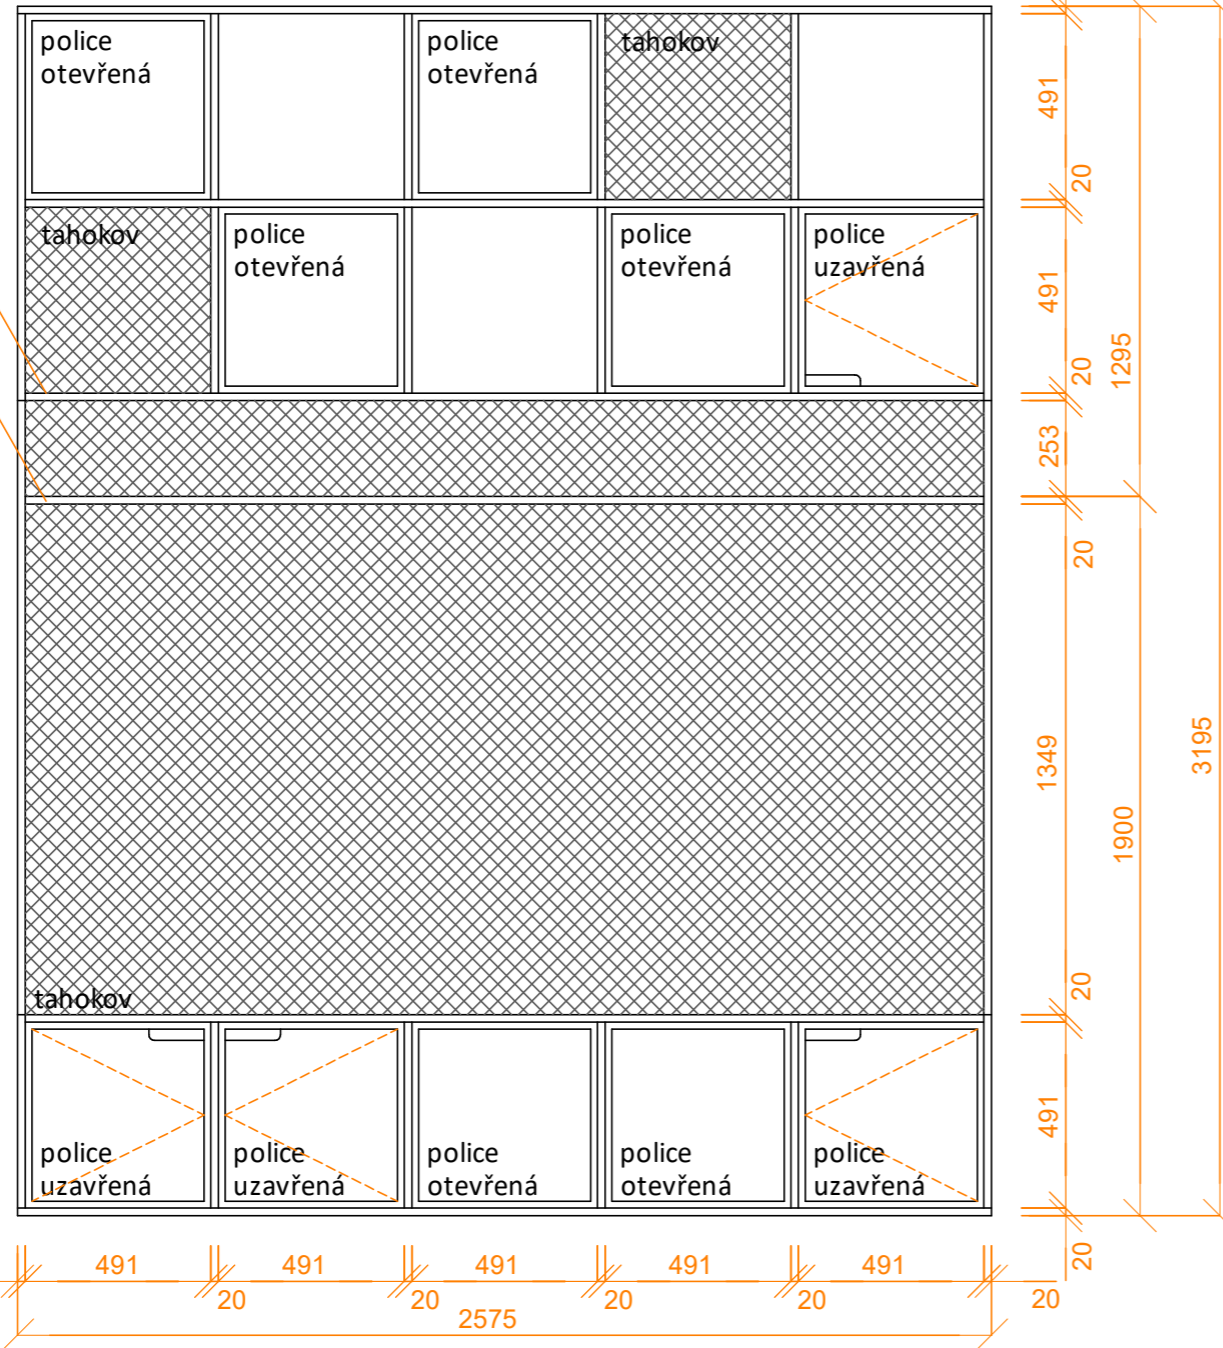 police
otevřená
police
otevřená
tahokov
tahokov
police
otevřená
police
otevřená
police
uzavřená
tahokov
police
uzavřená
police
uzavřená
police
otevřená
police
otevřená
police
uzavřená
491
20
491
20
253
20
1349
20
491
20
1295
1900
3195
491
491
491
491
491
20
20
20
20
20
2575